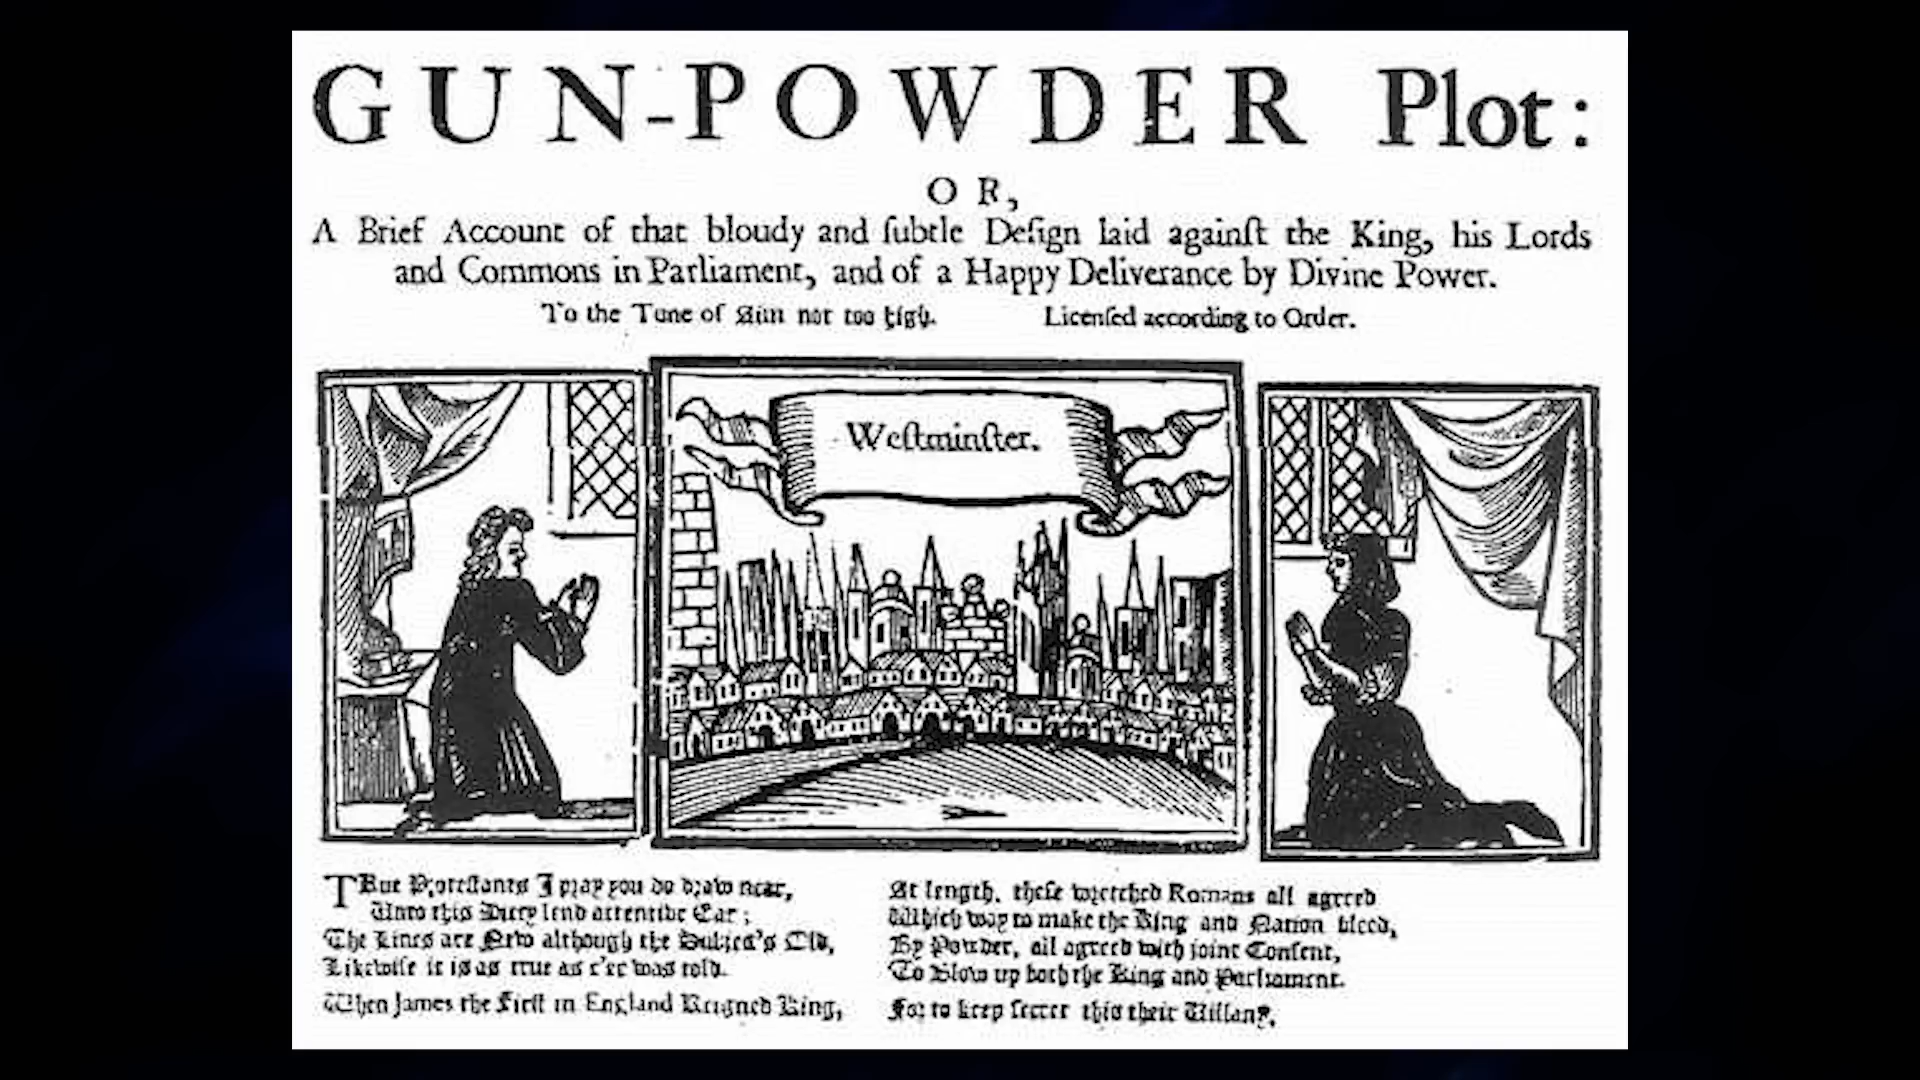 GUN-POWDER Plot:
OR,
A Brief Account of that bloudy and ſubtle Deſign laid againſt the King, his Lords
and Commons in Parliament, and of a Happy Deliverance by Divine Power.
To the Tune of Aim not too high. Licenſed according to Order.
Weſtminſter.
TRue Proteſtants I pray you do draw near,
Unto this Ditty lend attentive Ear;
The Lines are New although the Subject's Old,
Likewiſe it is as true as e'er was told.
When James the Firſt in England Reigned King,
At length, theſe wretched Romans all agreed
Which way to make the King and Nation bleed,
By Powder, all agreed with joint Conſent,
To Blow up both the King and Parliament.
For to keep ſecret this their Villany,